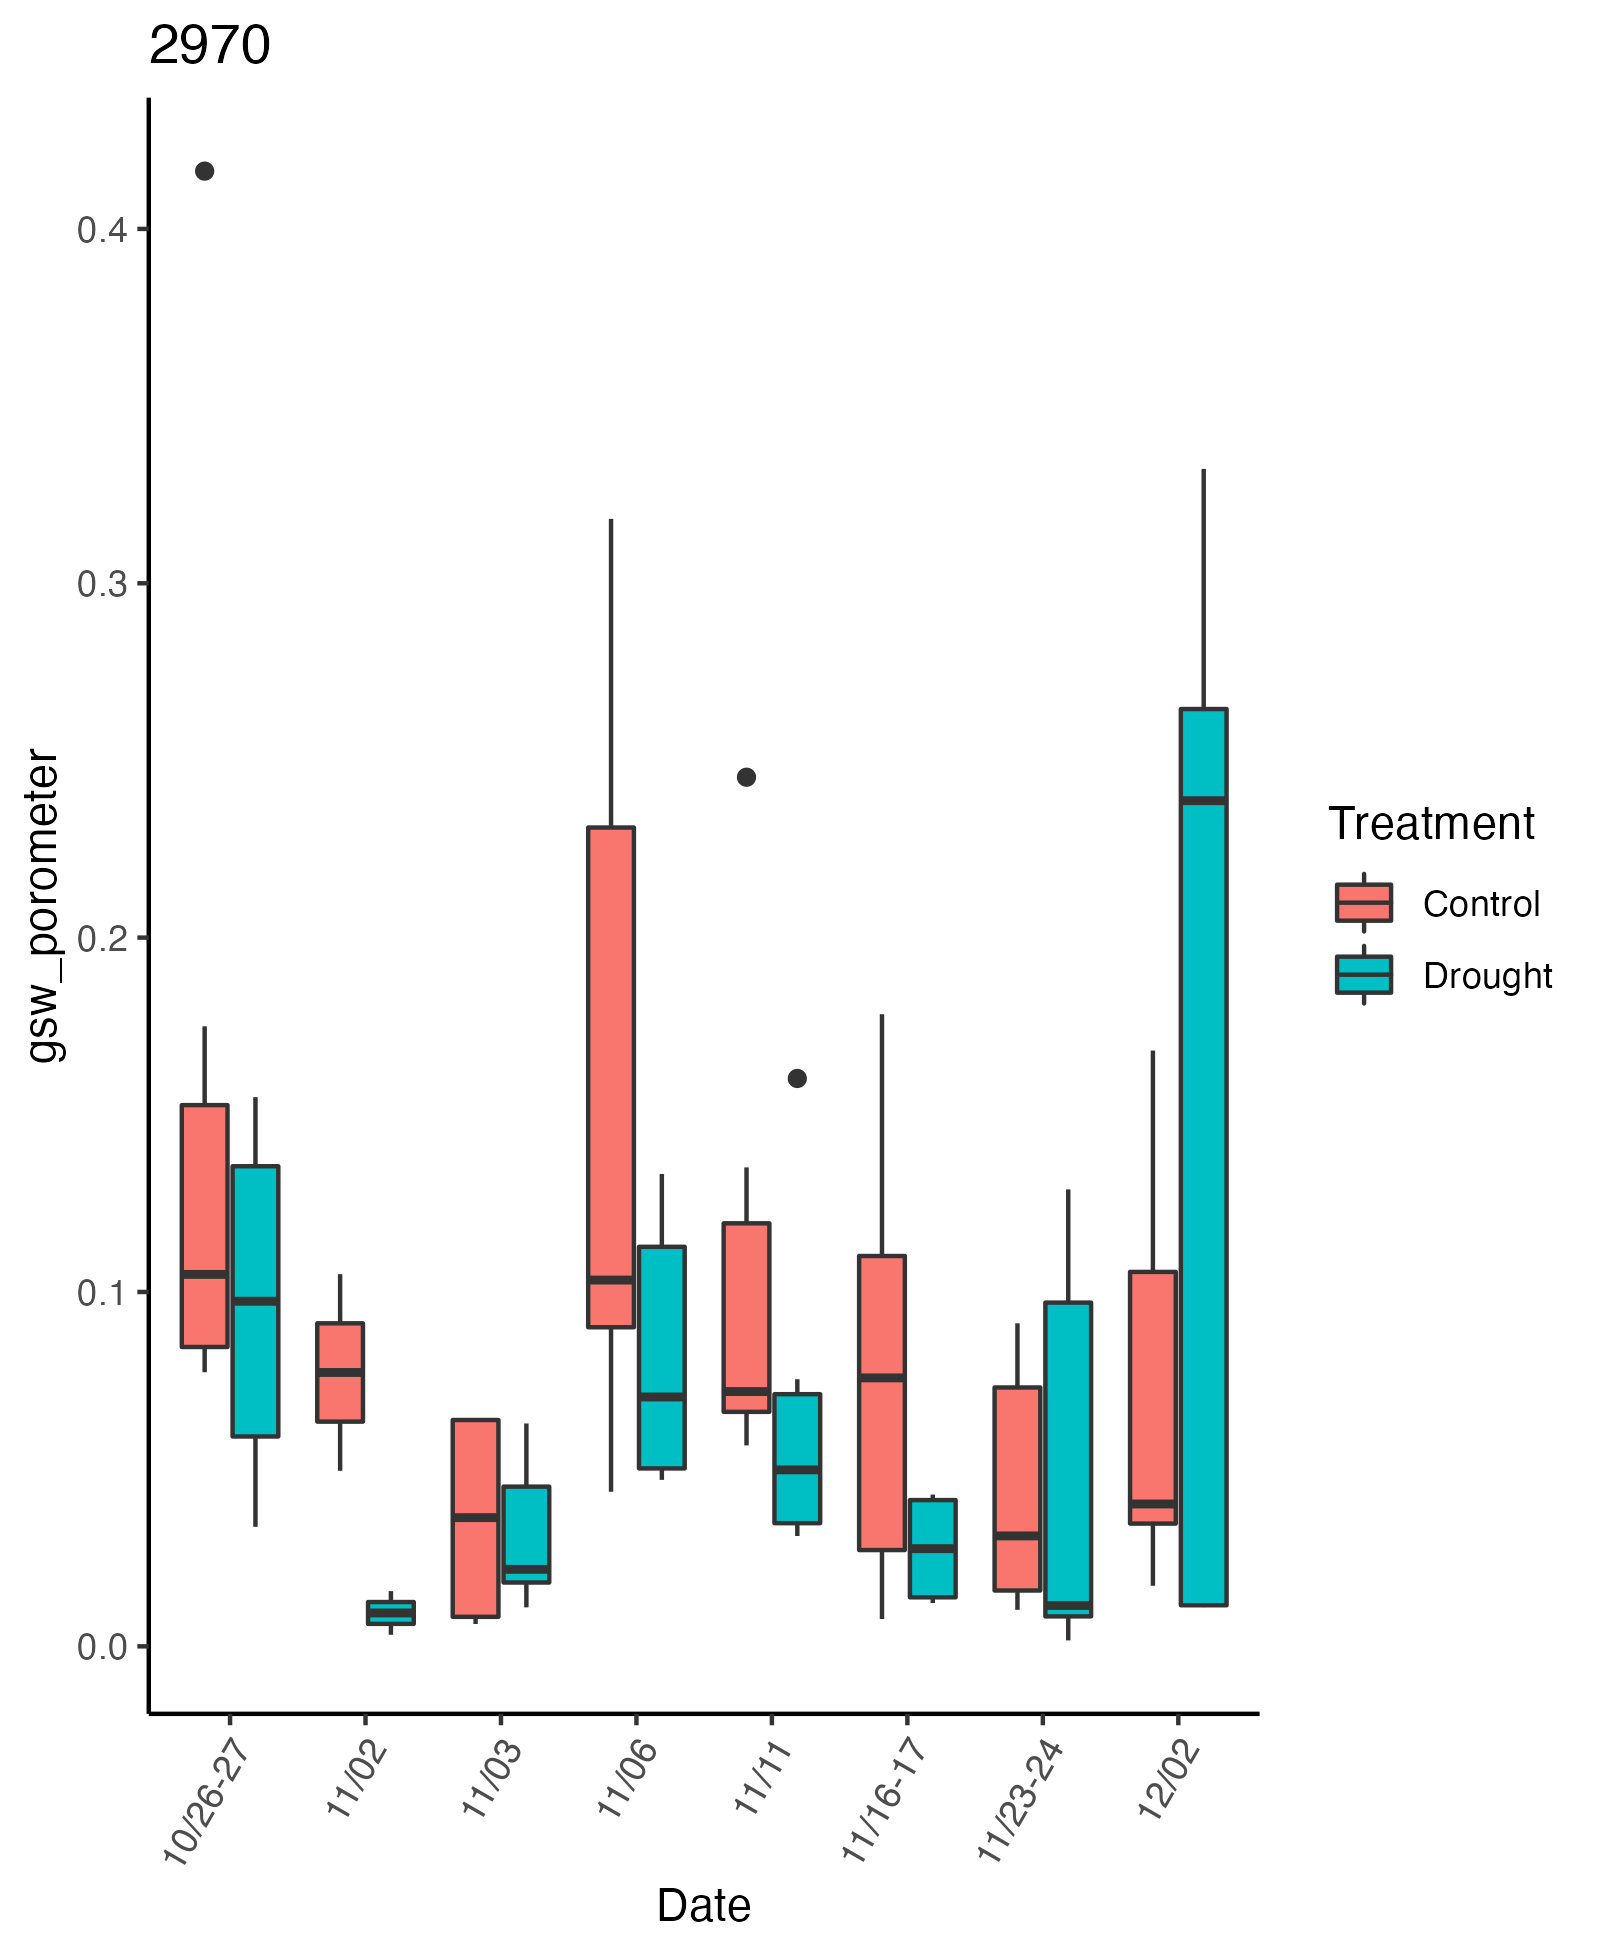 2970
gsw_porometer
0.4
0.3
0.2
0.1
0.0
10/26-27
11/02
11/03
11/06
11/11
11/16-17
11/23-24
12/02
Date
Treatment
Control
Drought